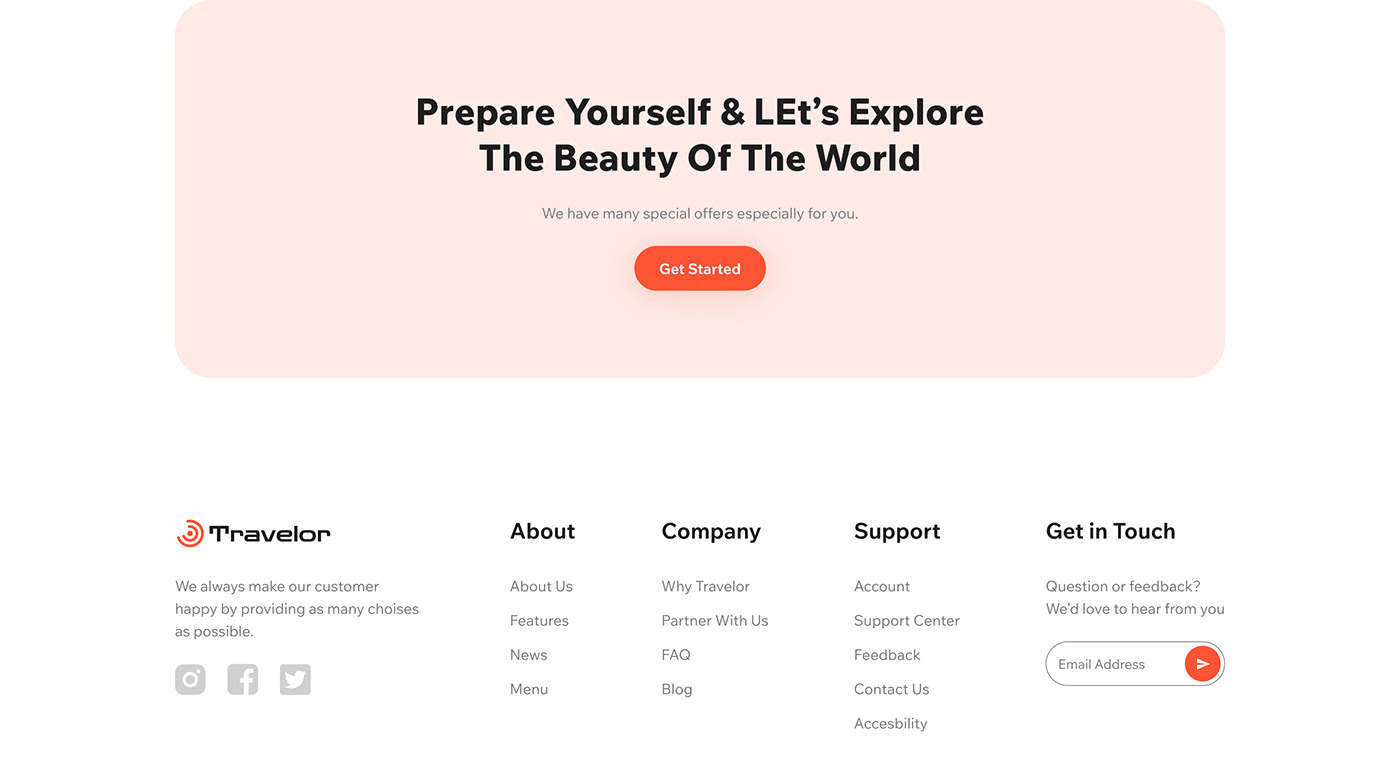 Prepare Yourself & LEt’s Explore
The Beauty Of The World
We have many special offers especially for you.
Get Started
Travelor
We always make our customer
happy by providing as many choises
as possible.
About
About Us
Features
News
Menu
Company
Why Travelor
Partner With Us
FAQ
Blog
Support
Account
Support Center
Feedback
Contact Us
Accesbility
Get in Touch
Question or feedback?
We’d love to hear from you
Email Address